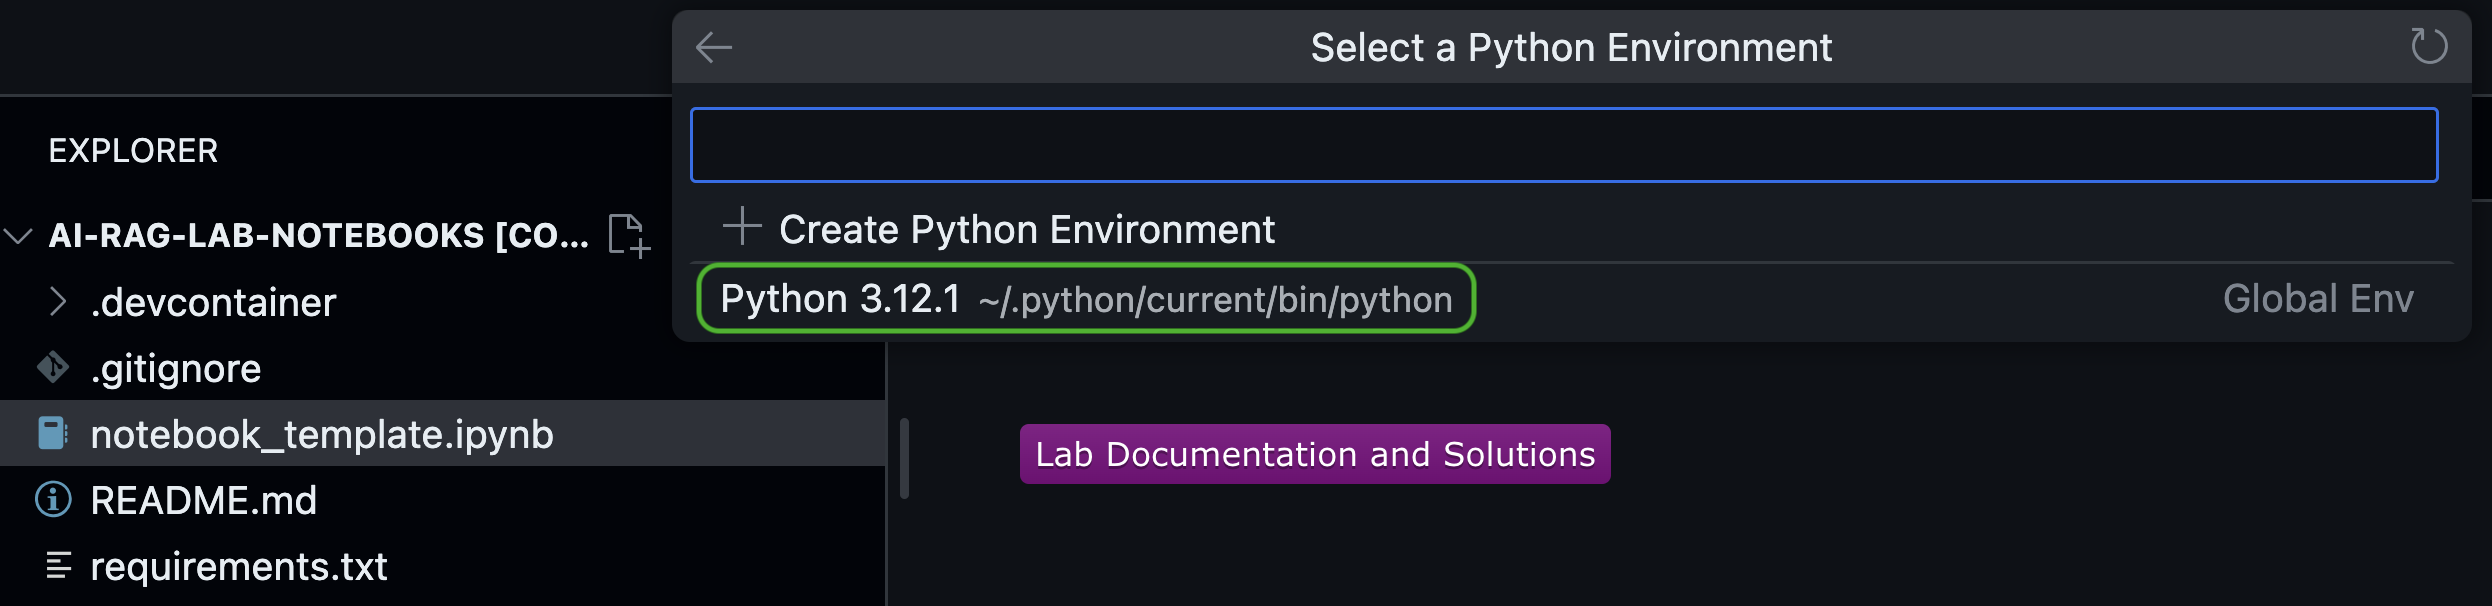 Select a Python Environment
EXPLORER
AI-RAG-LAB-NOTEBOOKS [CO...
Create Python Environment
.devcontainer
Python 3.12.1 ~/.python/current/bin/python Global Env
.gitignore
notebook_template.ipynb
Lab Documentation and Solutions
README.md
requirements.txt